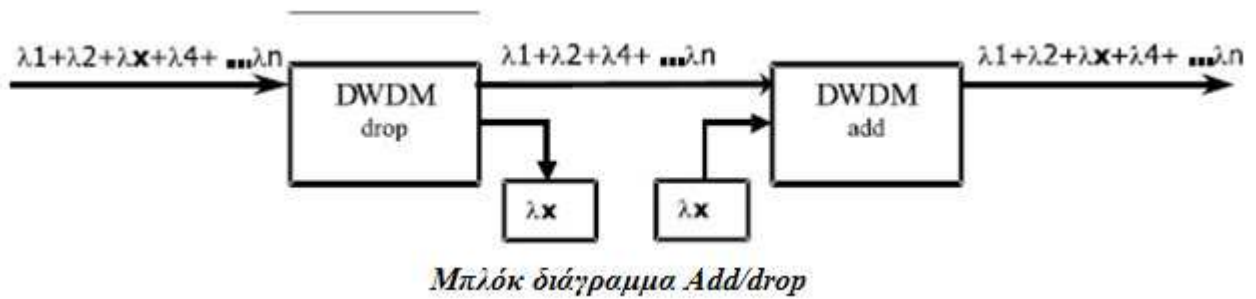 λ1+λ2+λx+λ4+ ...λn
λ1+λ2+λ4+ ...λn
λ1+λ2+λx+λ4+ ...λn
DWDM
drop
DWDM
add
λx
λx
Μπλόκ διάγραμμα Add/drop